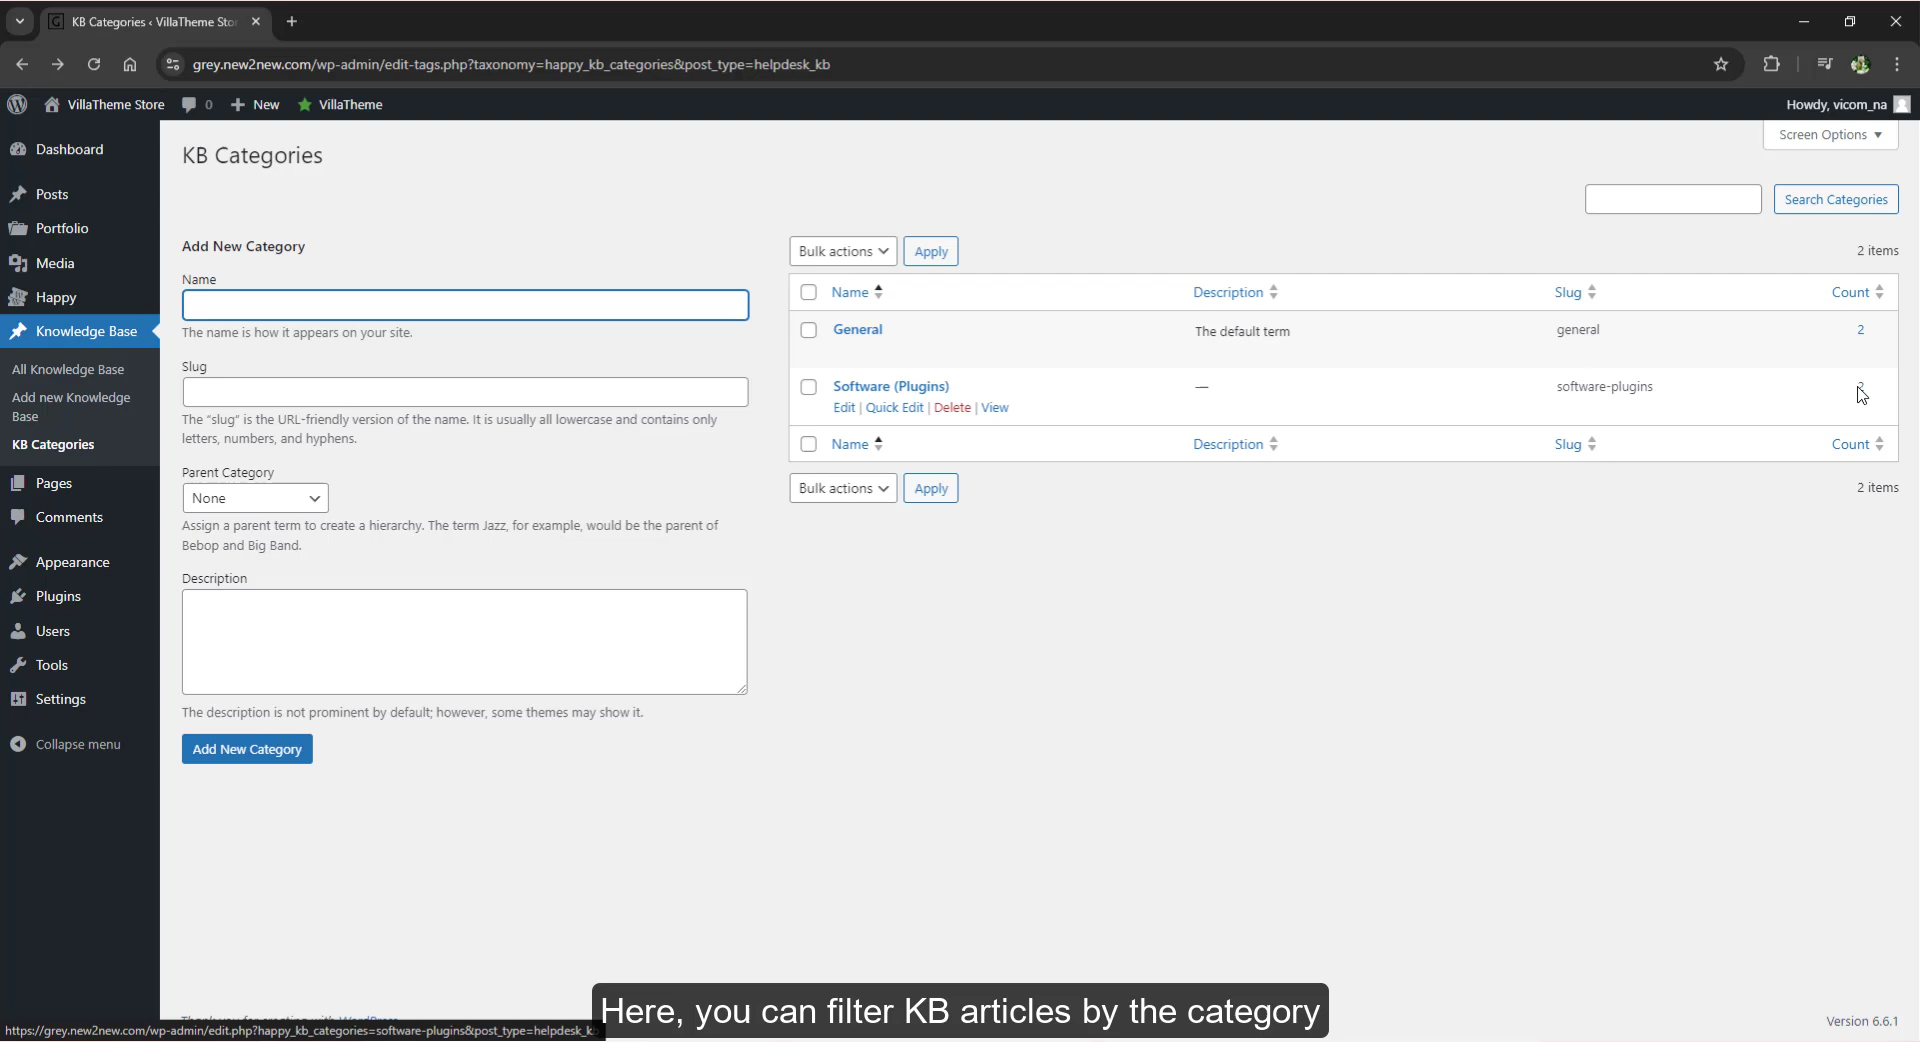 KB Categories ‹ VillaTheme Sto
grey.new2new.com/wp-admin/edit-tags.php?taxonomy=happy_kb_categories&post_type=helpdesk_kb
VillaTheme Store
0
New
VillaTheme
Howdy, vicom_na
Screen Options
Dashboard
Posts
Portfolio
Media
Happy
Knowledge Base
All Knowledge Base
Add new Knowledge
Base
KB Categories
Pages
Comments
Appearance
Plugins
Users
Tools
Settings
Collapse menu
KB Categories
Search Categories
Add New Category
Name
The name is how it appears on your site.
Slug
The “slug” is the URL-friendly version of the name. It is usually all lowercase and contains only
letters, numbers, and hyphens.
Parent Category
None
Assign a parent term to create a hierarchy. The term Jazz, for example, would be the parent of
Bebop and Big Band.
Description
The description is not prominent by default; however, some themes may show it.
Add New Category
Bulk actions
Apply
2 items
Name
Description
Slug
Count
General
The default term
general
2
Software (Plugins)
—
software-plugins
Edit | Quick Edit | Delete | View
Name
Description
Slug
Count
Bulk actions
Apply
2 items
Here, you can filter KB articles by the category
https://grey.new2new.com/wp-admin/edit.php?happy_kb_categories=software-plugins&post_type=helpdesk_kb
Version 6.6.1